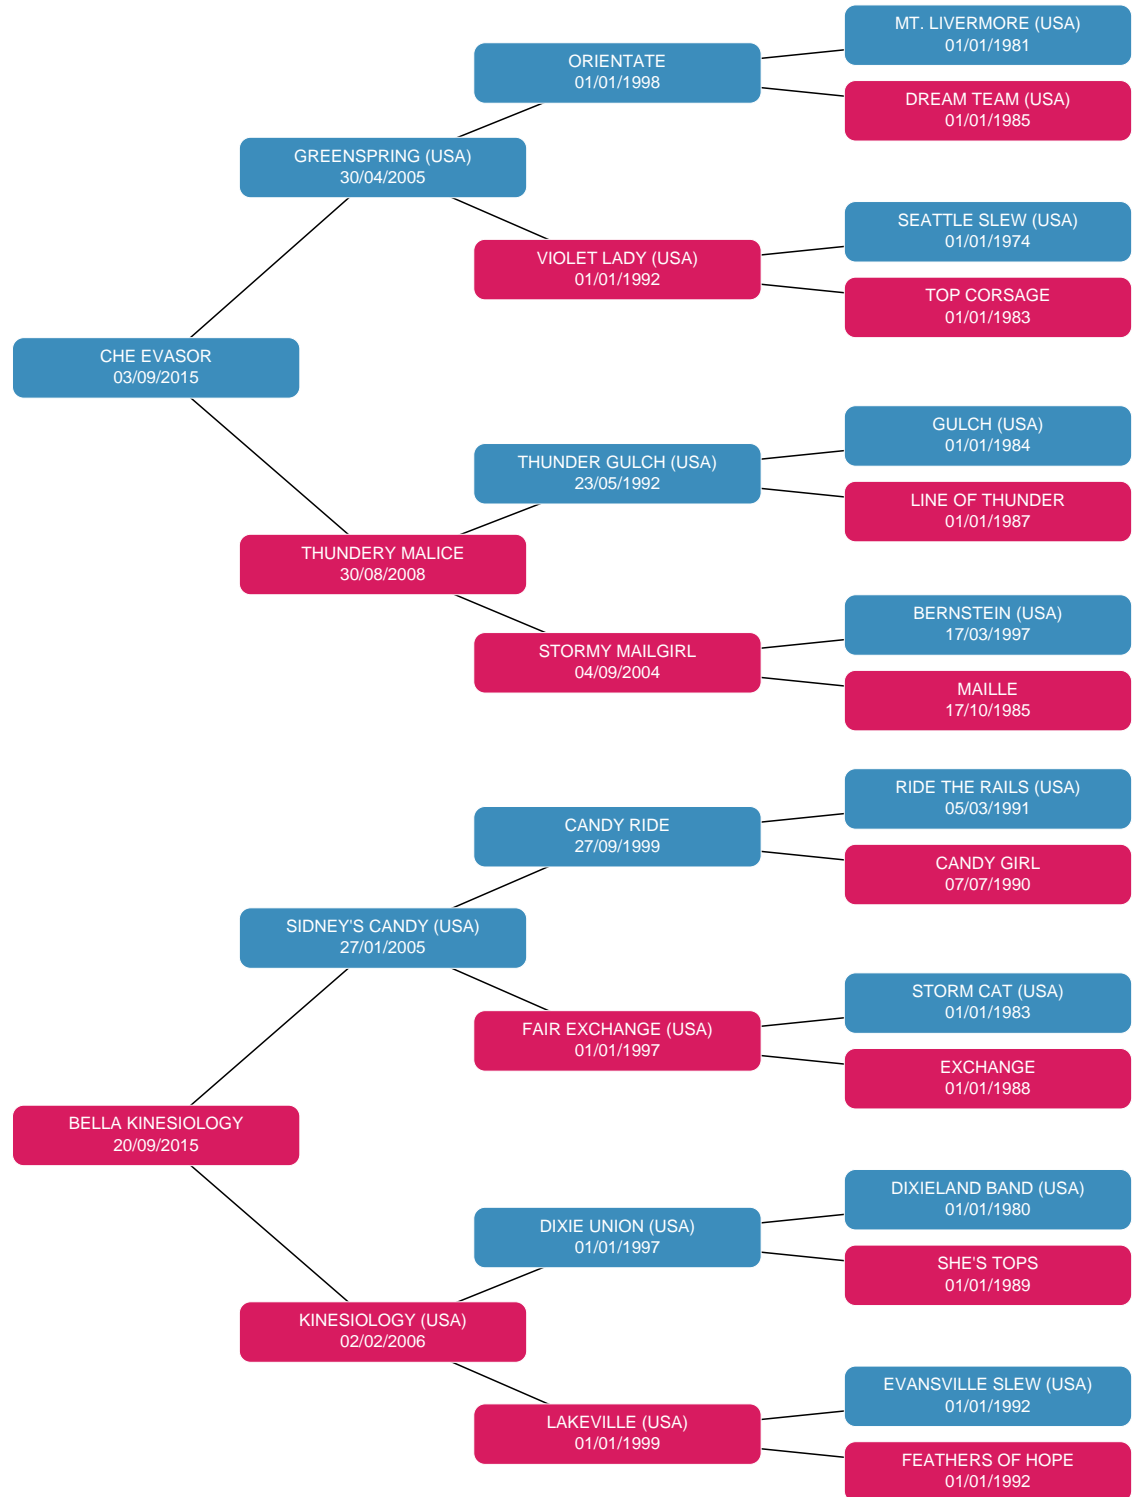 MT. LIVERMORE (USA)
01/01/1981
ORIENTATE
01/01/1998
DREAM TEAM (USA)
01/01/1985
GREENSPRING (USA)
30/04/2005
SEATTLE SLEW (USA)
01/01/1974
VIOLET LADY (USA)
01/01/1992
TOP CORSAGE
01/01/1983
CHE EVASOR
03/09/2015
GULCH (USA)
01/01/1984
THUNDER GULCH (USA)
23/05/1992
LINE OF THUNDER
01/01/1987
THUNDERY MALICE
30/08/2008
BERNSTEIN (USA)
17/03/1997
STORMY MAILGIRL
04/09/2004
MAILLE
17/10/1985
RIDE THE RAILS (USA)
05/03/1991
CANDY RIDE
27/09/1999
CANDY GIRL
07/07/1990
SIDNEY'S CANDY (USA)
27/01/2005
STORM CAT (USA)
01/01/1983
FAIR EXCHANGE (USA)
01/01/1997
EXCHANGE
01/01/1988
BELLA KINESIOLOGY
20/09/2015
DIXIELAND BAND (USA)
01/01/1980
DIXIE UNION (USA)
01/01/1997
SHE'S TOPS
01/01/1989
KINESIOLOGY (USA)
02/02/2006
EVANSVILLE SLEW (USA)
01/01/1992
LAKEVILLE (USA)
01/01/1999
FEATHERS OF HOPE
01/01/1992